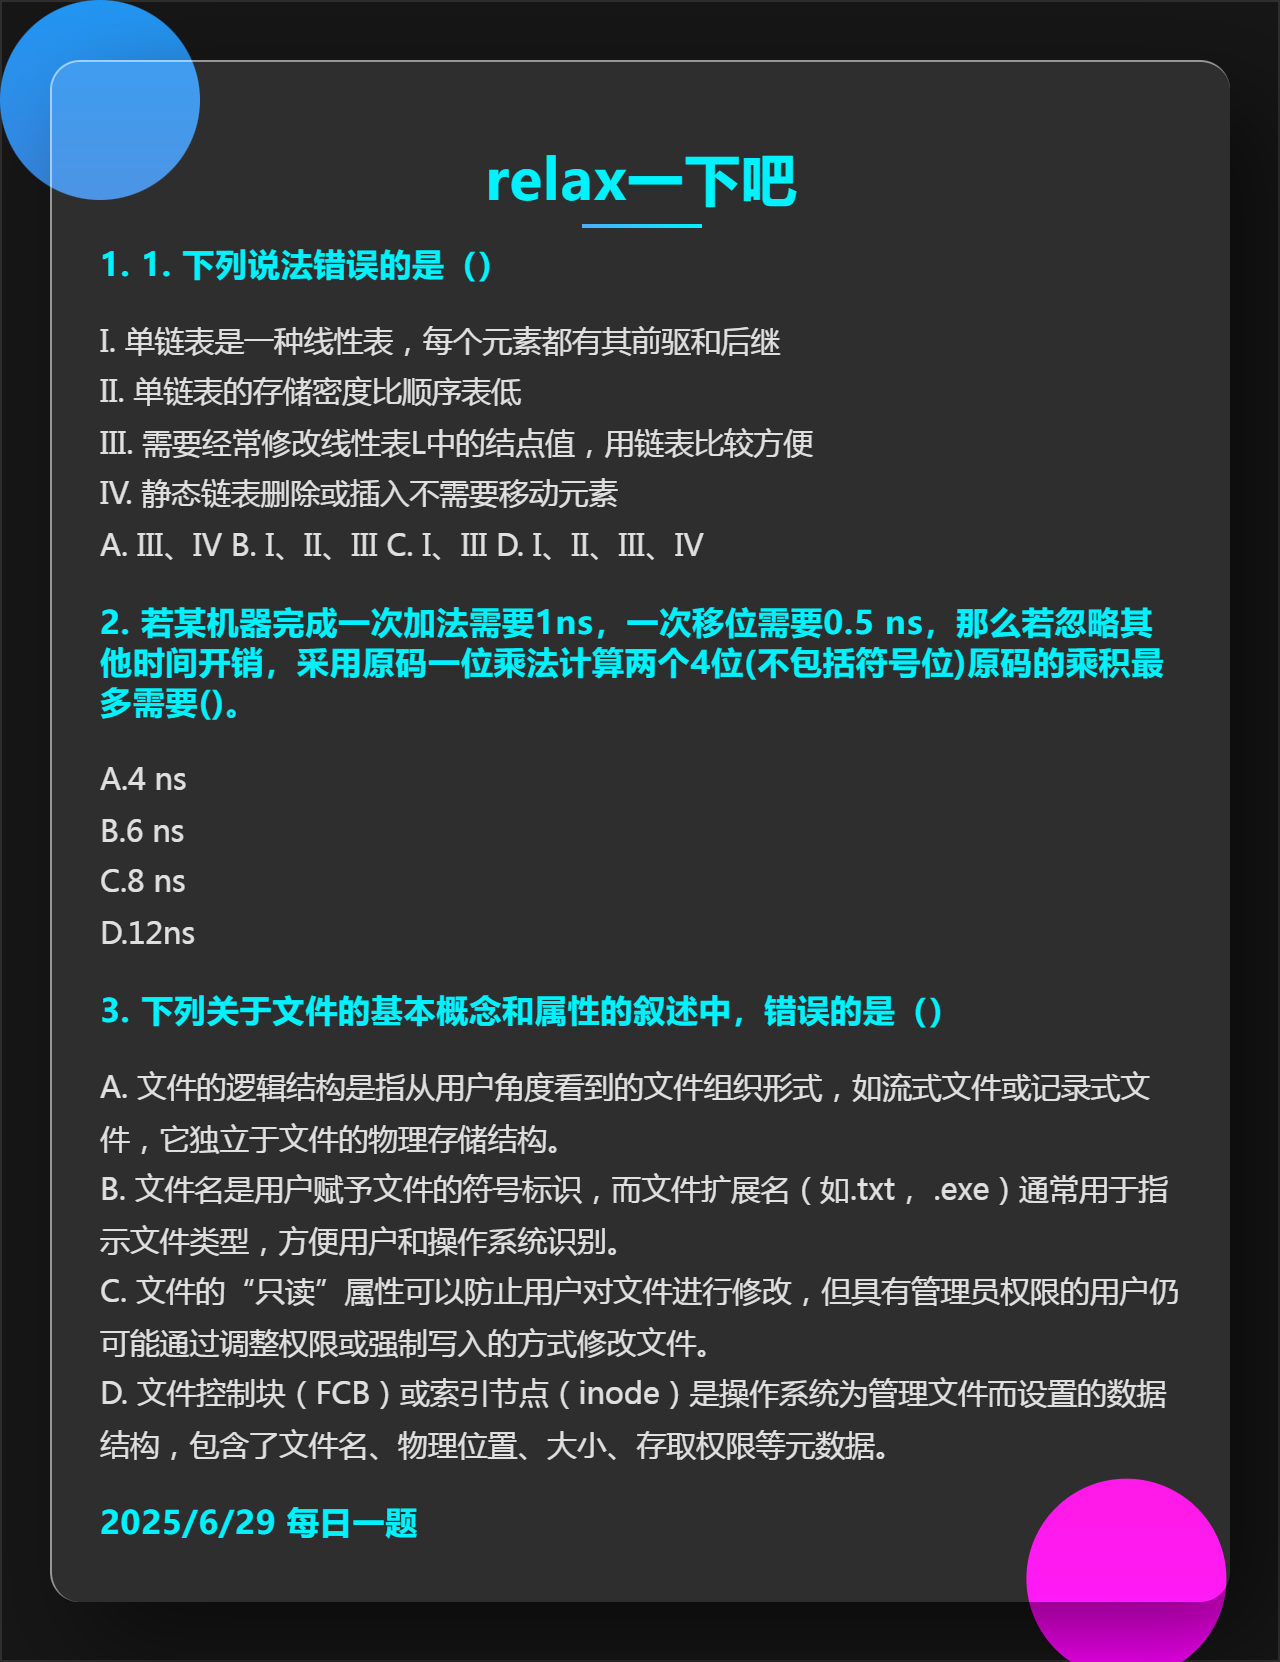 relax一下吧
1. 1. 下列说法错误的是（）
I. 单链表是一种线性表，每个元素都有其前驱和后继
II. 单链表的存储密度比顺序表低
III. 需要经常修改线性表L中的结点值，用链表比较方便
IV. 静态链表删除或插入不需要移动元素
A. III、IV B. I、II、III C. I、III D. I、II、III、IV
2. 若某机器完成一次加法需要1ns，一次移位需要0.5 ns，那么若忽略其
他时间开销，采用原码一位乘法计算两个4位(不包括符号位)原码的乘积最
多需要()。
A.4 ns
B.6 ns
C.8 ns
D.12ns
3. 下列关于文件的基本概念和属性的叙述中，错误的是（）
A. 文件的逻辑结构是指从用户角度看到的文件组织形式，如流式文件或记录式文
件，它独立于文件的物理存储结构。
B. 文件名是用户赋予文件的符号标识，而文件扩展名（如.txt， .exe）通常用于指
示文件类型，方便用户和操作系统识别。
C. 文件的“只读”属性可以防止用户对文件进行修改，但具有管理员权限的用户仍
可能通过调整权限或强制写入的方式修改文件。
D. 文件控制块（FCB）或索引节点（inode）是操作系统为管理文件而设置的数据
结构，包含了文件名、物理位置、大小、存取权限等元数据。
2025/6/29 每日一题